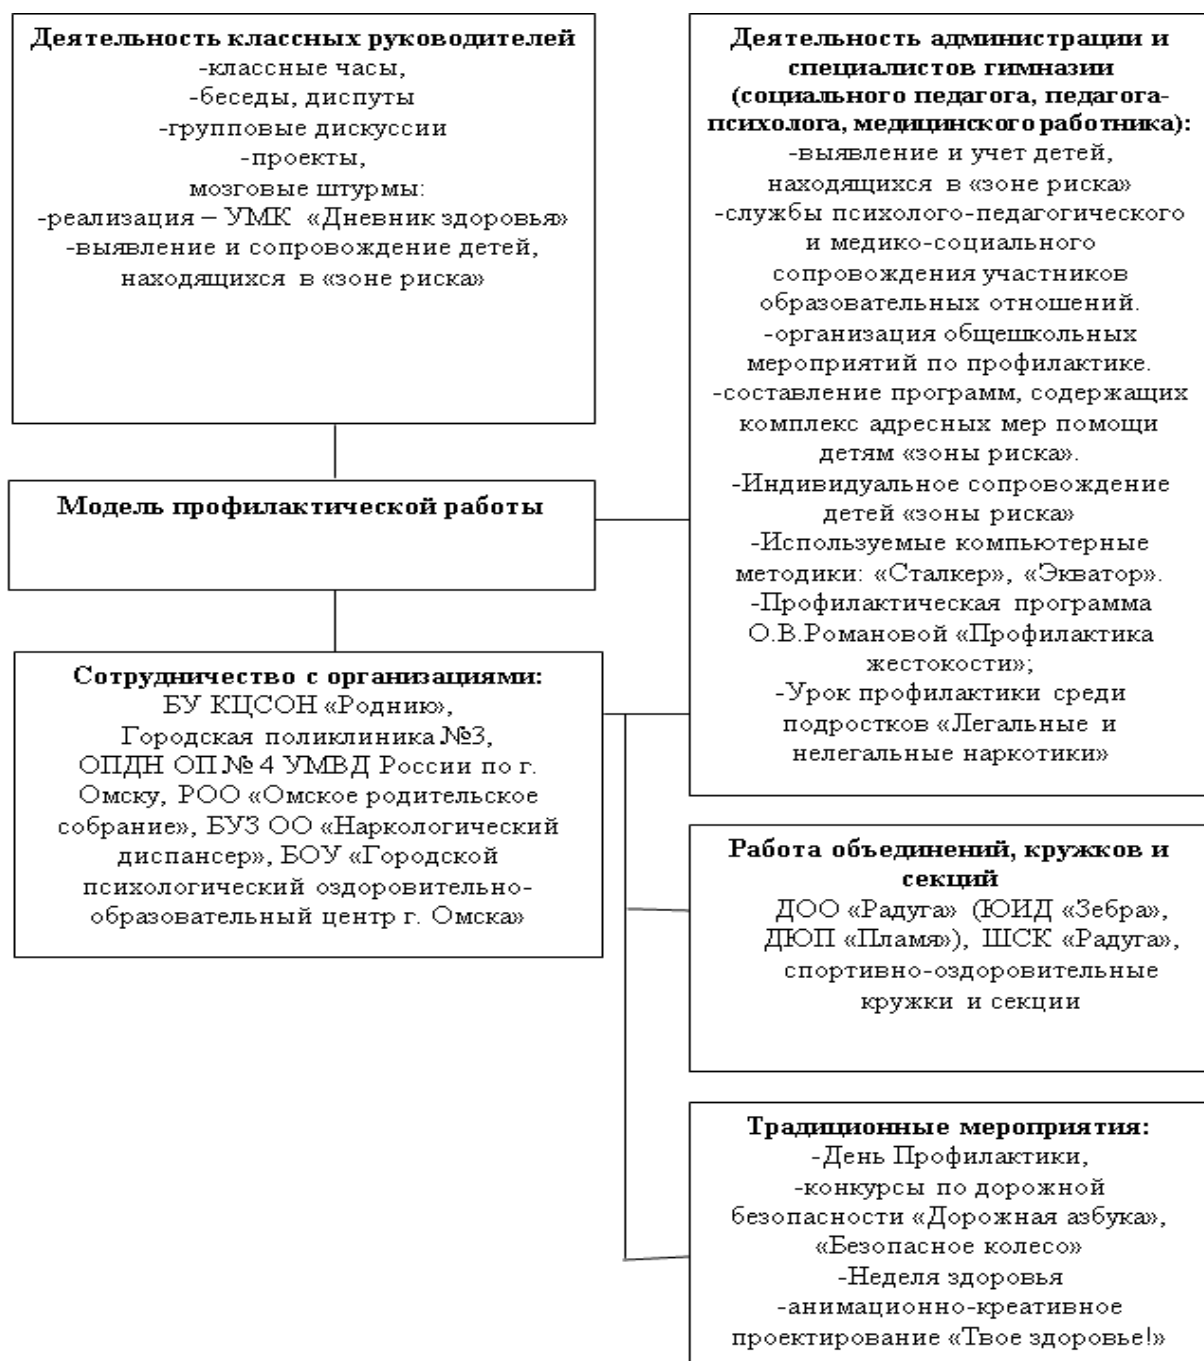 Деятельность классных руководителей
-классные часы,
-беседы, диспуты
-групповые дискуссии
-проекты,
мозговые штурмы:
-реализация – УМК «Дневник здоровья»
-выявление и сопровождение детей,
находящихся в «зоне риска»
Деятельность администрации и
специалистов гимназии
(социального педагога, педагога-
психолога, медицинского работника):
-выявление и учет детей,
находящихся в «зоне риска»
-службы психолого-педагогического
и медико-социального
сопровождения участников
образовательных отношений.
-организация общешкольных
мероприятий по профилактике.
-составление программ, содержащих
комплекс адресных мер помощи
детям «зоны риска».
-Индивидуальное сопровождение
детей «зоны риска»
-Используемые компьютерные
методики: «Сталкер», «Экватор».
-Профилактическая программа
О.В.Романовой «Профилактика
жестокости»;
-Урок профилактики среди
подростков «Легальные и
нелегальные наркотики»
Модель профилактической работы
Сотрудничество с организациями:
БУ КЦСОН «Роднию»,
Городская поликлиника №3,
ОПДН ОП № 4 УМВД России по г.
Омску, РОО «Омское родительское
собрание», БУЗ ОО «Наркологический
диспансер», БОУ «Городской
психологический оздоровительно-
образовательный центр г. Омска»
Работа объединений, кружков и
секций
ДОО «Радуга» (ЮИД «Зебра»,
ДЮП «Пламя»), ШСК «Радуга»,
спортивно-оздоровительные
кружки и секции
Традиционные мероприятия:
-День Профилактики,
-конкурсы по дорожной
безопасности «Дорожная азбука»,
«Безопасное колесо»
-Неделя здоровья
-анимационно-креативное
проектирование «Твое здоровье!»